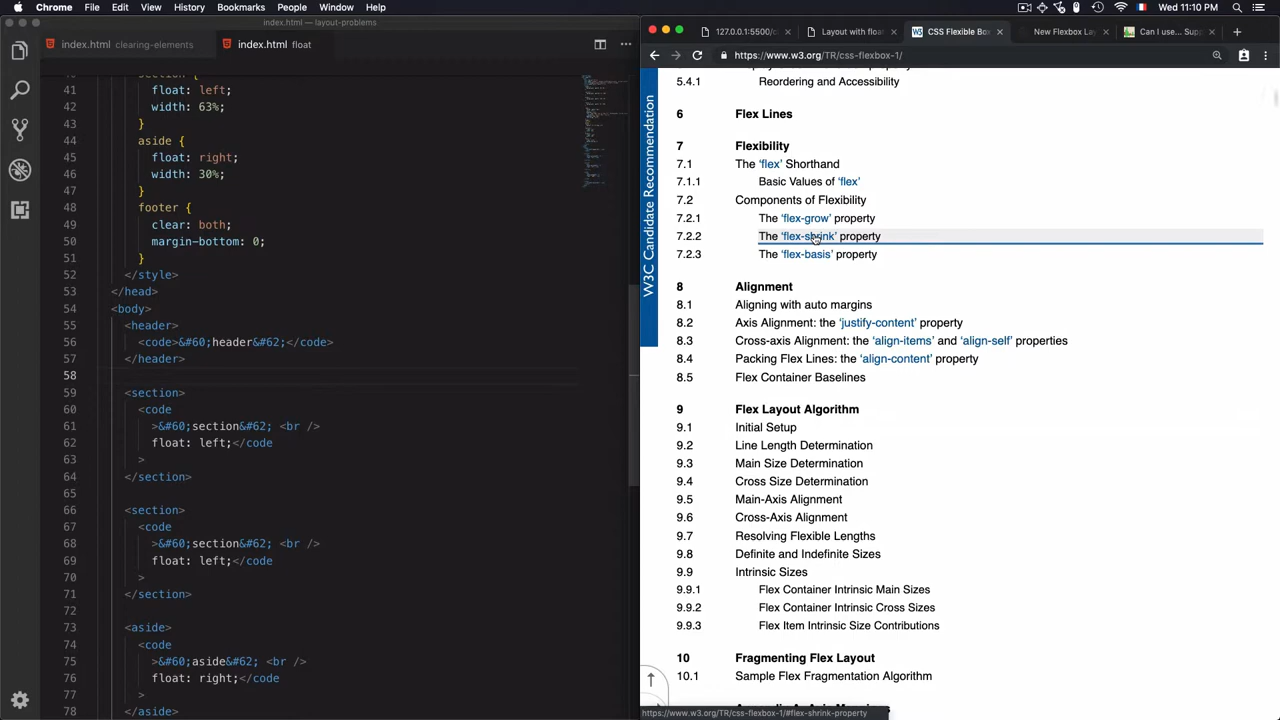 Chrome File Edit View History Bookmarks People Window Help
Wed 11:10 PM
index.html — layout-problems
index.html clearing-elements
index.html float
float: left;
width: 63%;
}
aside {
45 float: right;
46 width: 30%;
47 }
48 footer {
49 clear: both;
50 margin-bottom: 0;
51 }
52 </style>
53 </head>
54 <body>
55 <header>
56 <code>&#60;header&#62;</code>
57 </header>
58
59 <section>
60 <code
61 >&#60;section&#62; <br />
62 float: left;</code
63 >
64 </section>
65
66 <section>
67 <code
68 >&#60;section&#62; <br />
69 float: left;</code
70 >
71 </section>
72
73 <aside>
74 <code
75 >&#60;aside&#62; <br />
76 float: right;</code
77 >
78 </aside>
127.0.0.1:5500/cl
Layout with floa
CSS Flexible Bo
New Flexbox La
Can I use... Sup
https://www.w3.org/TR/css-flexbox-1/
W3C Candidate Recommendation
5.4.1 Reordering and Accessibility
6 Flex Lines
7 Flexibility
7.1 The ‘flex’ Shorthand
7.1.1 Basic Values of ‘flex’
7.2 Components of Flexibility
7.2.1 The ‘flex-grow’ property
7.2.2 The ‘flex-shrink’ property
7.2.3 The ‘flex-basis’ property
8 Alignment
8.1 Aligning with auto margins
8.2 Axis Alignment: the ‘justify-content’ property
8.3 Cross-axis Alignment: the ‘align-items’ and ‘align-self’ properties
8.4 Packing Flex Lines: the ‘align-content’ property
8.5 Flex Container Baselines
9 Flex Layout Algorithm
9.1 Initial Setup
9.2 Line Length Determination
9.3 Main Size Determination
9.4 Cross Size Determination
9.5 Main-Axis Alignment
9.6 Cross-Axis Alignment
9.7 Resolving Flexible Lengths
9.8 Definite and Indefinite Sizes
9.9 Intrinsic Sizes
9.9.1 Flex Container Intrinsic Main Sizes
9.9.2 Flex Container Intrinsic Cross Sizes
9.9.3 Flex Item Intrinsic Size Contributions
10 Fragmenting Flex Layout
10.1 Sample Flex Fragmentation Algorithm
https://www.w3.org/TR/css-flexbox-1/#flex-shrink-property